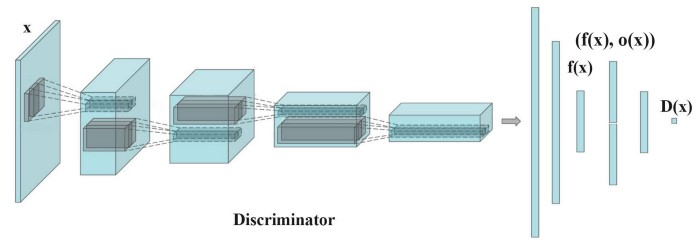 x
(f(x), o(x))
f(x)
D(x)
Discriminator